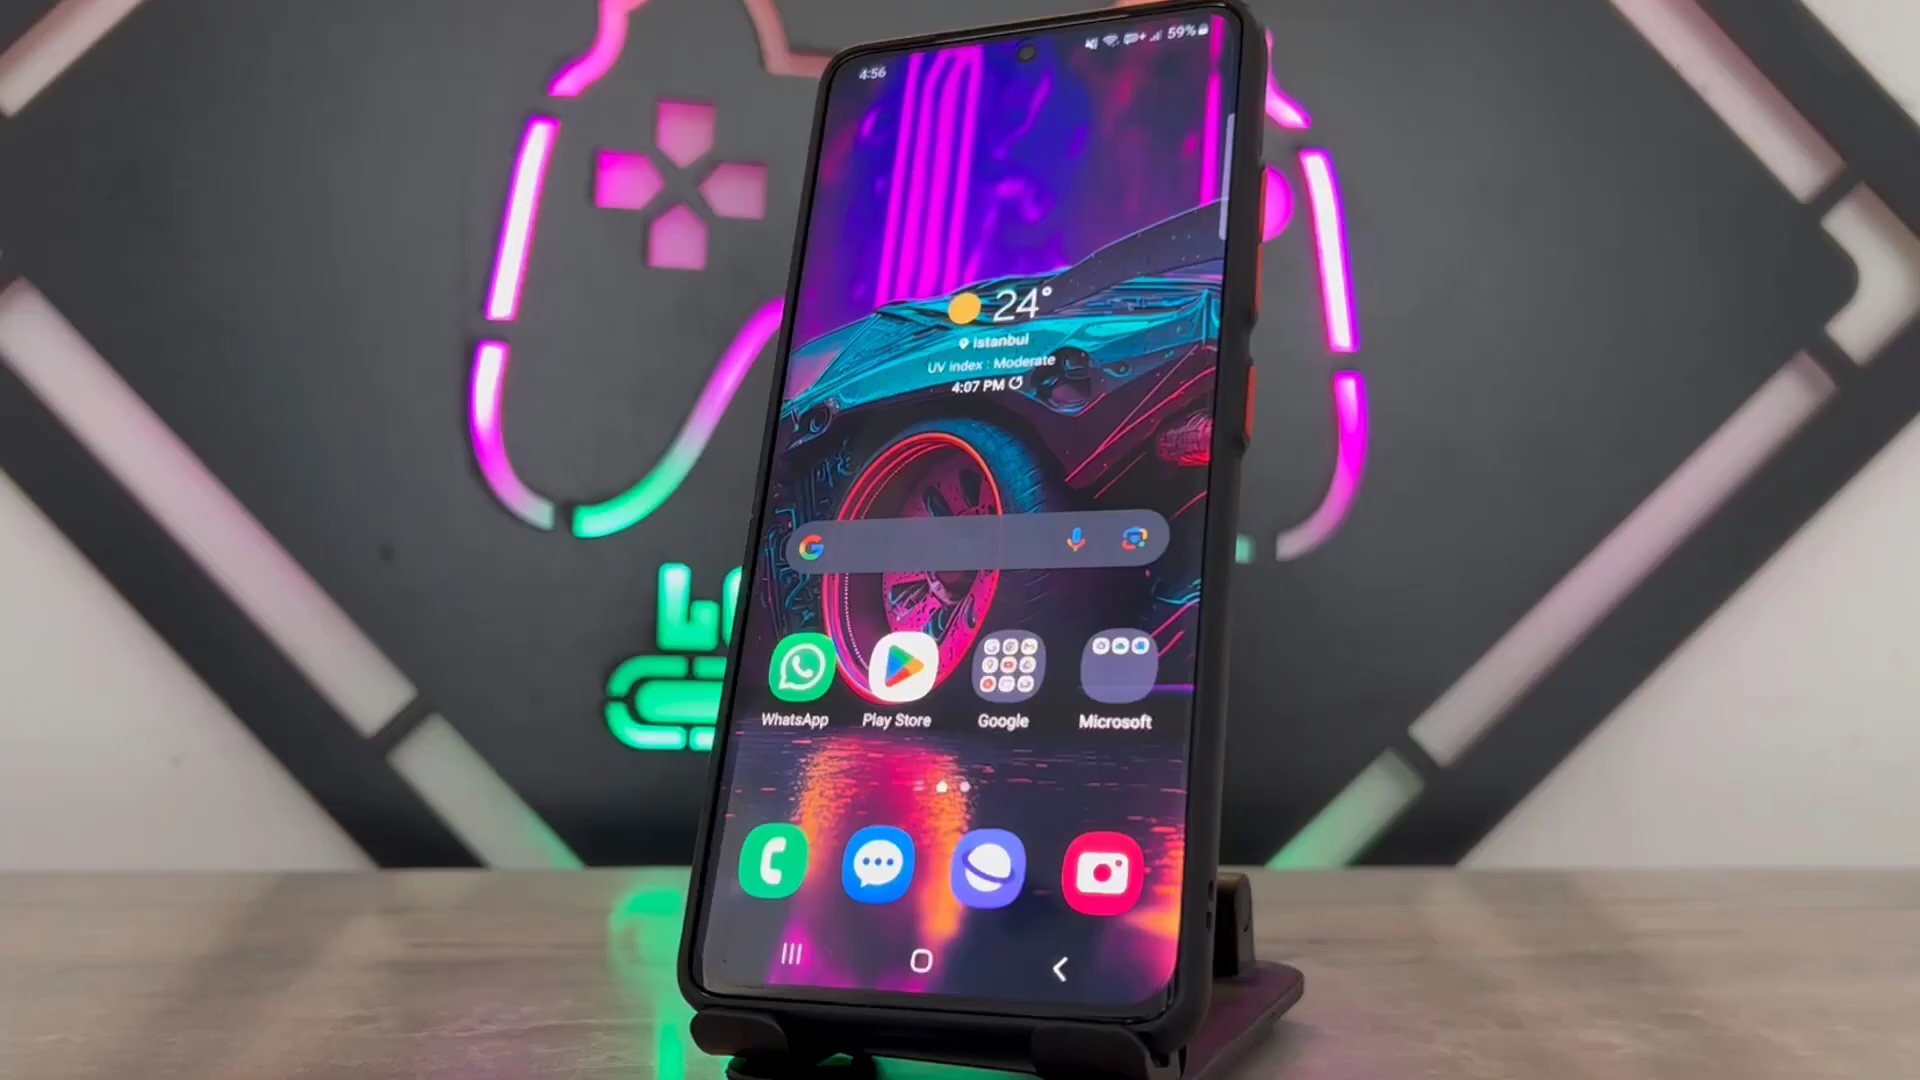 4:56
59%
24°
Istanbul
UV index : Moderate
4:07 PM
WhatsApp
Play Store
Google
Microsoft